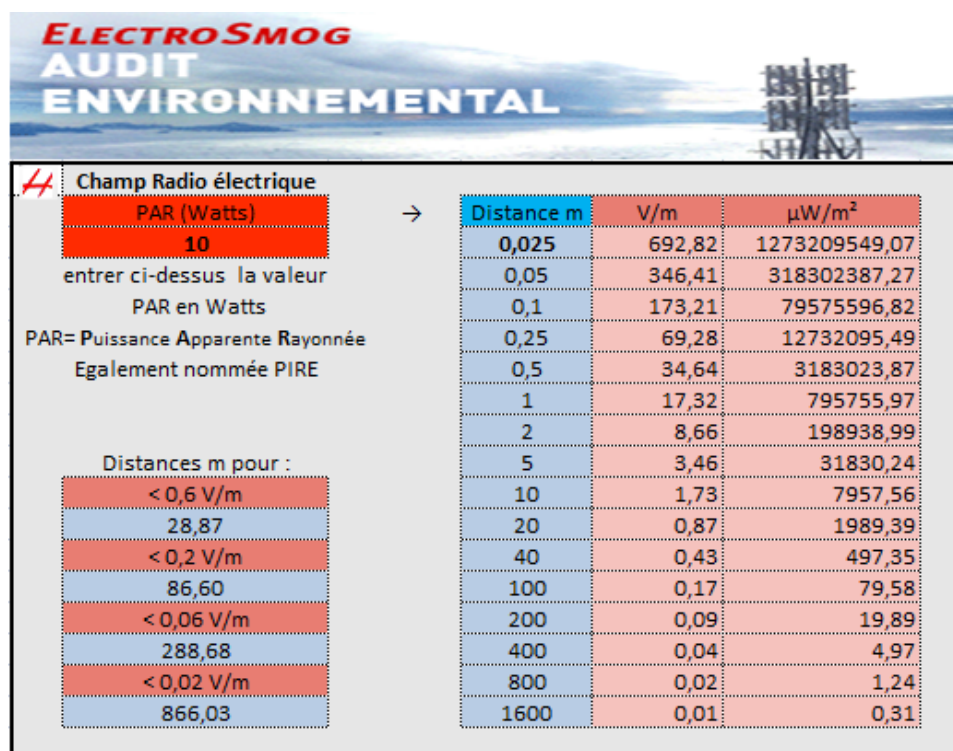 ELECTROSMOG
AUDIT
ENVIRONNEMENTAL
Champ Radio électrique
PAR (Watts) → Distance m V/m µW/m²
10 0,025 692,82 1273209549,07
entrer ci-dessus la valeur 0,05 346,41 318302387,27
PAR en Watts 0,1 173,21 79575596,82
PAR= Puissance Apparente Rayonnée 0,25 69,28 12732095,49
Egalement nommée PIRE 0,5 34,64 3183023,87
1 17,32 795755,97
2 8,66 198938,99
Distances m pour : 5 3,46 31830,24
< 0,6 V/m 10 1,73 7957,56
28,87 20 0,87 1989,39
< 0,2 V/m 40 0,43 497,35
86,60 100 0,17 79,58
< 0,06 V/m 200 0,09 19,89
288,68 400 0,04 4,97
< 0,02 V/m 800 0,02 1,24
866,03 1600 0,01 0,31